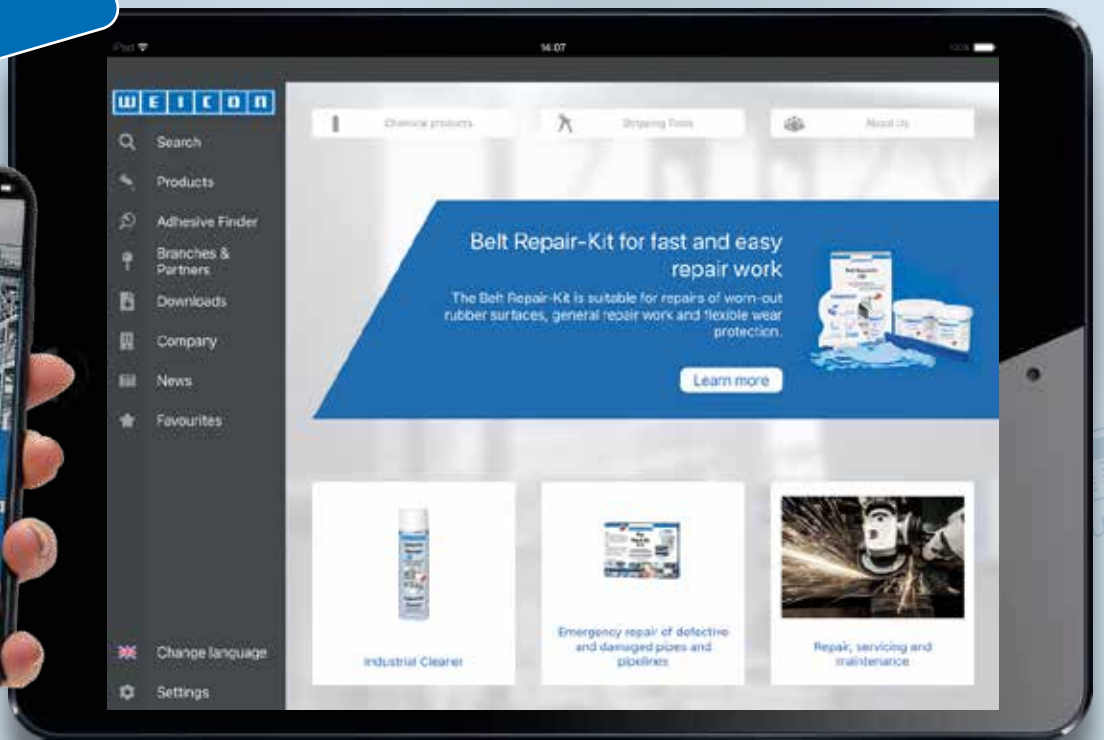 iPad 14:07 100%
WEICON
Search
Products
Adhesive Finder
Branches &
Partners
Downloads
Company
News
Favourites
Change language
Settings
Chemical products Stripping Tools About Us
Belt Repair-Kit for fast and easy
repair work
The Belt Repair-Kit is suitable for repairs of worn-out
rubber surfaces, general repair work and flexible wear
protection.
Learn more
Industrial Cleaner
Emergency repair of defective
and damaged pipes and
pipelines
Repair, servicing and
maintenance